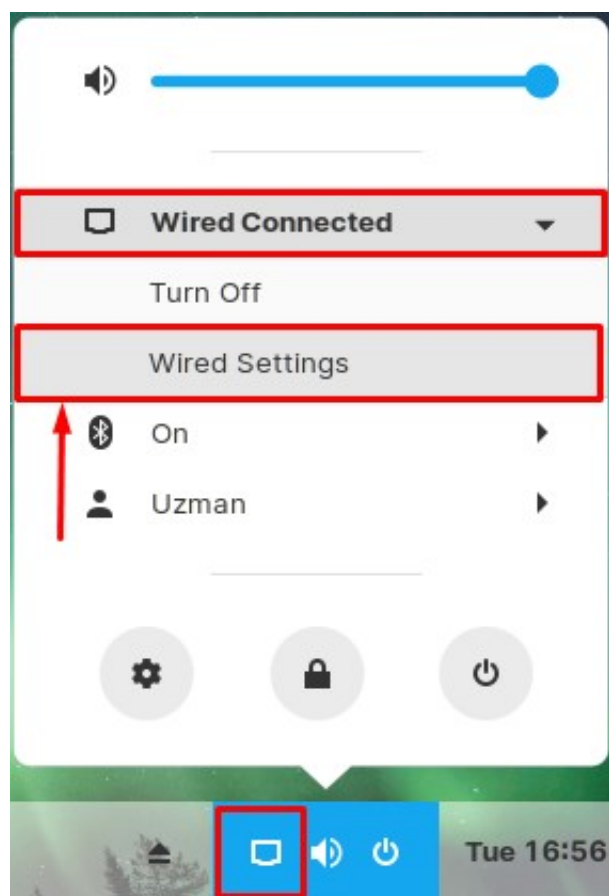 Wired Connected
Turn Off
Wired Settings
On
Uzman
Tue 16:56